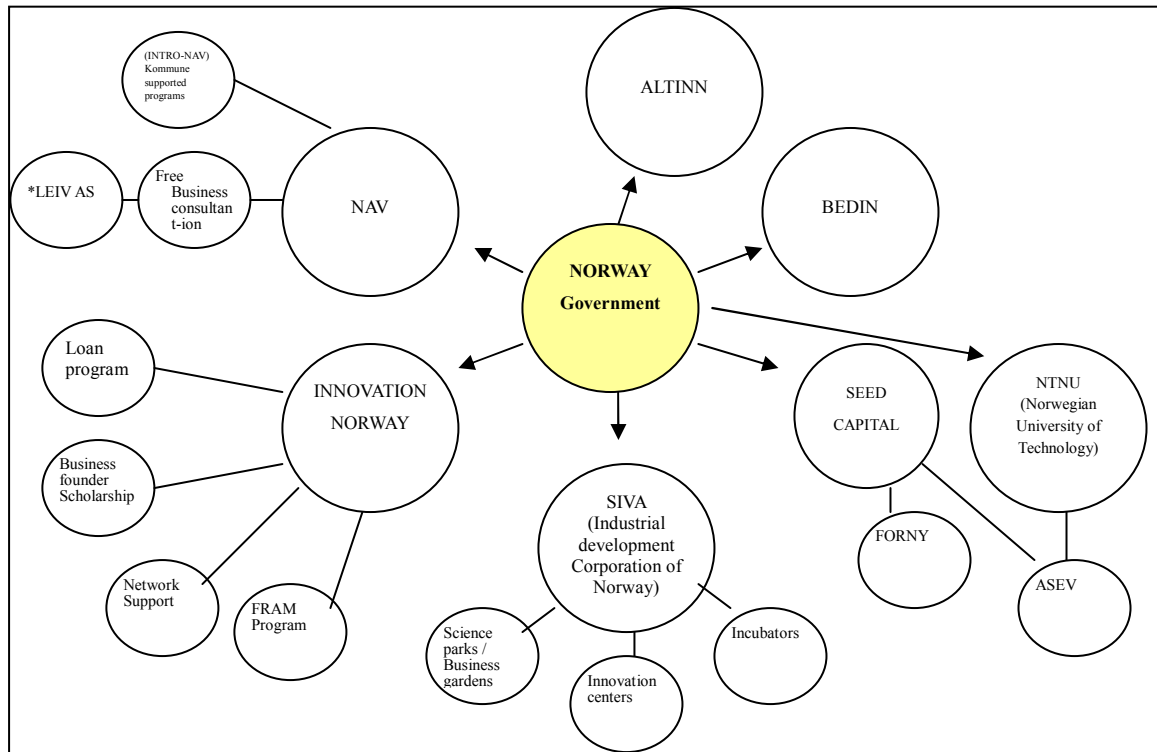 (INTRO-NAV)
Kommune
supported
programs
ALTINN
*LEIV AS
Free
Business
consultan
t-ion
NAV
BEDIN
NORWAY
Government
Loan
program
INNOVATION
NORWAY
SEED
CAPITAL
NTNU
(Norwegian
University of
Technology)
Business
founder
Scholarship
SIVA
(Industrial
development
Corporation of
Norway)
FORNY
ASEV
Network
Support
FRAM
Program
Science
parks /
Business
gardens
Innovation
centers
Incubators